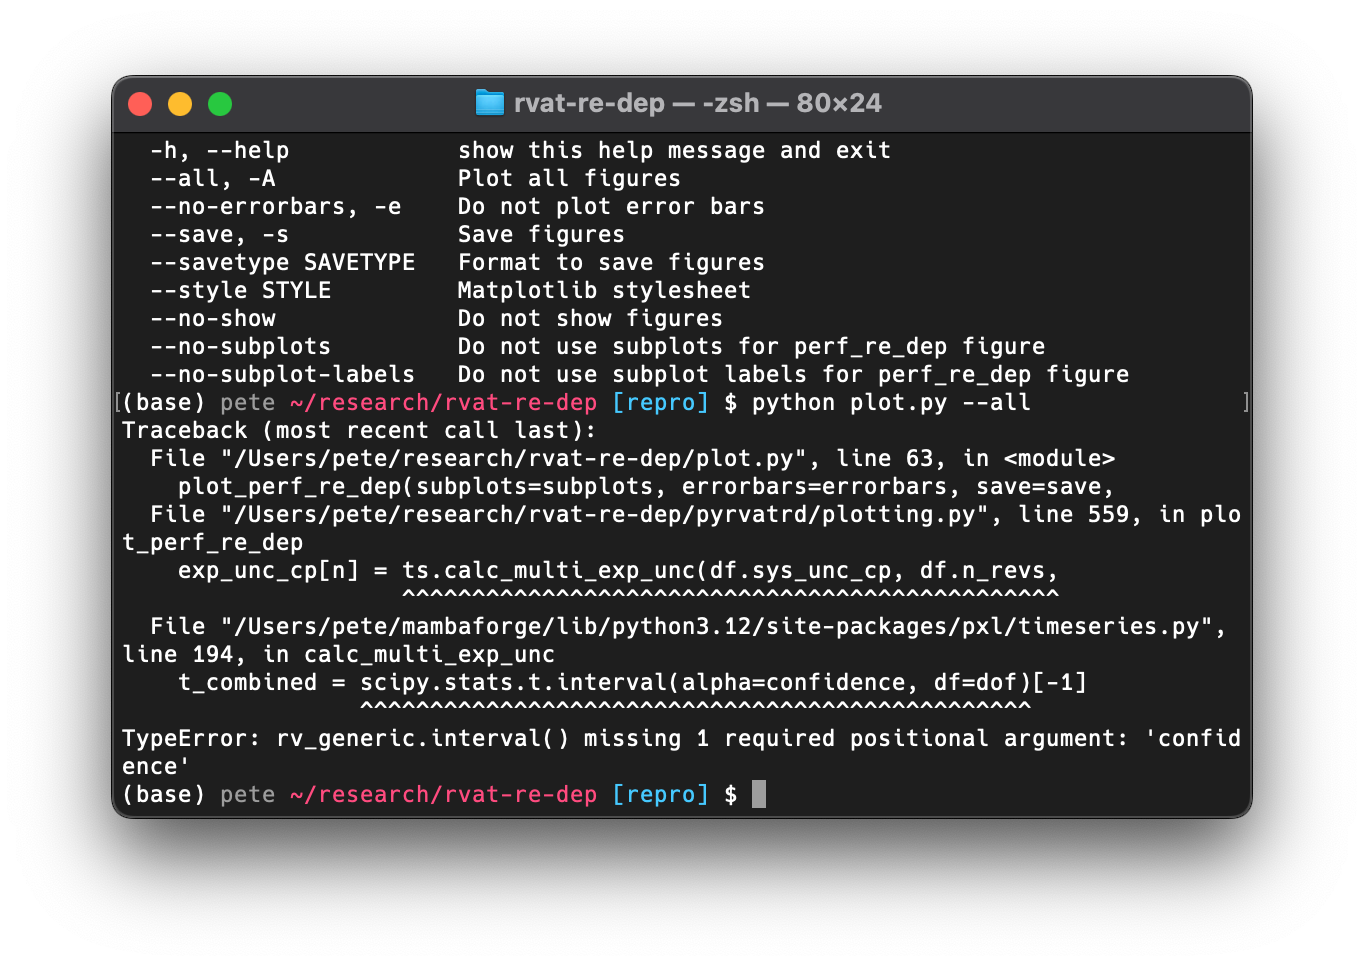 rvat-re-dep — -zsh — 80×24
-h, --help show this help message and exit
--all, -A Plot all figures
--no-errorbars, -e Do not plot error bars
--save, -s Save figures
--savetype SAVETYPE Format to save figures
--style STYLE Matplotlib stylesheet
--no-show Do not show figures
--no-subplots Do not use subplots for perf_re_dep figure
--no-subplot-labels Do not use subplot labels for perf_re_dep figure
[(base) pete ~/research/rvat-re-dep [repro] $ python plot.py --all ]
Traceback (most recent call last):
File "/Users/pete/research/rvat-re-dep/plot.py", line 63, in <module>
plot_perf_re_dep(subplots=subplots, errorbars=errorbars, save=save,
File "/Users/pete/research/rvat-re-dep/pyrvatrd/plotting.py", line 559, in plo
t_perf_re_dep
exp_unc_cp[n] = ts.calc_multi_exp_unc(df.sys_unc_cp, df.n_revs,
^^^^^^^^^^^^^^^^^^^^^^^^^^^^^^^^^^^^^^^^^^^^^^^
File "/Users/pete/mambaforge/lib/python3.12/site-packages/pxl/timeseries.py",
line 194, in calc_multi_exp_unc
t_combined = scipy.stats.t.interval(alpha=confidence, df=dof)[-1]
^^^^^^^^^^^^^^^^^^^^^^^^^^^^^^^^^^^^^^^^^^^^^^^^
TypeError: rv_generic.interval() missing 1 required positional argument: 'confid
ence'
(base) pete ~/research/rvat-re-dep [repro] $